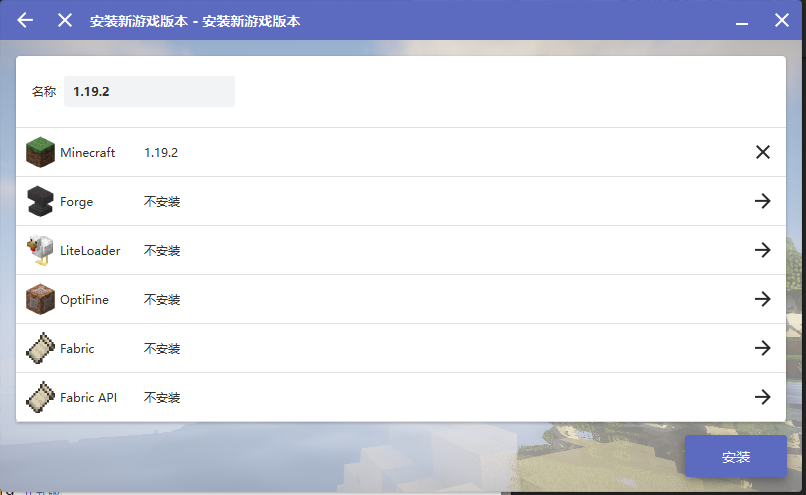 安装新游戏版本 - 安装新游戏版本
名称 1.19.2
Minecraft 1.19.2
Forge 不安装
LiteLoader 不安装
OptiFine 不安装
Fabric 不安装
Fabric API 不安装
安装